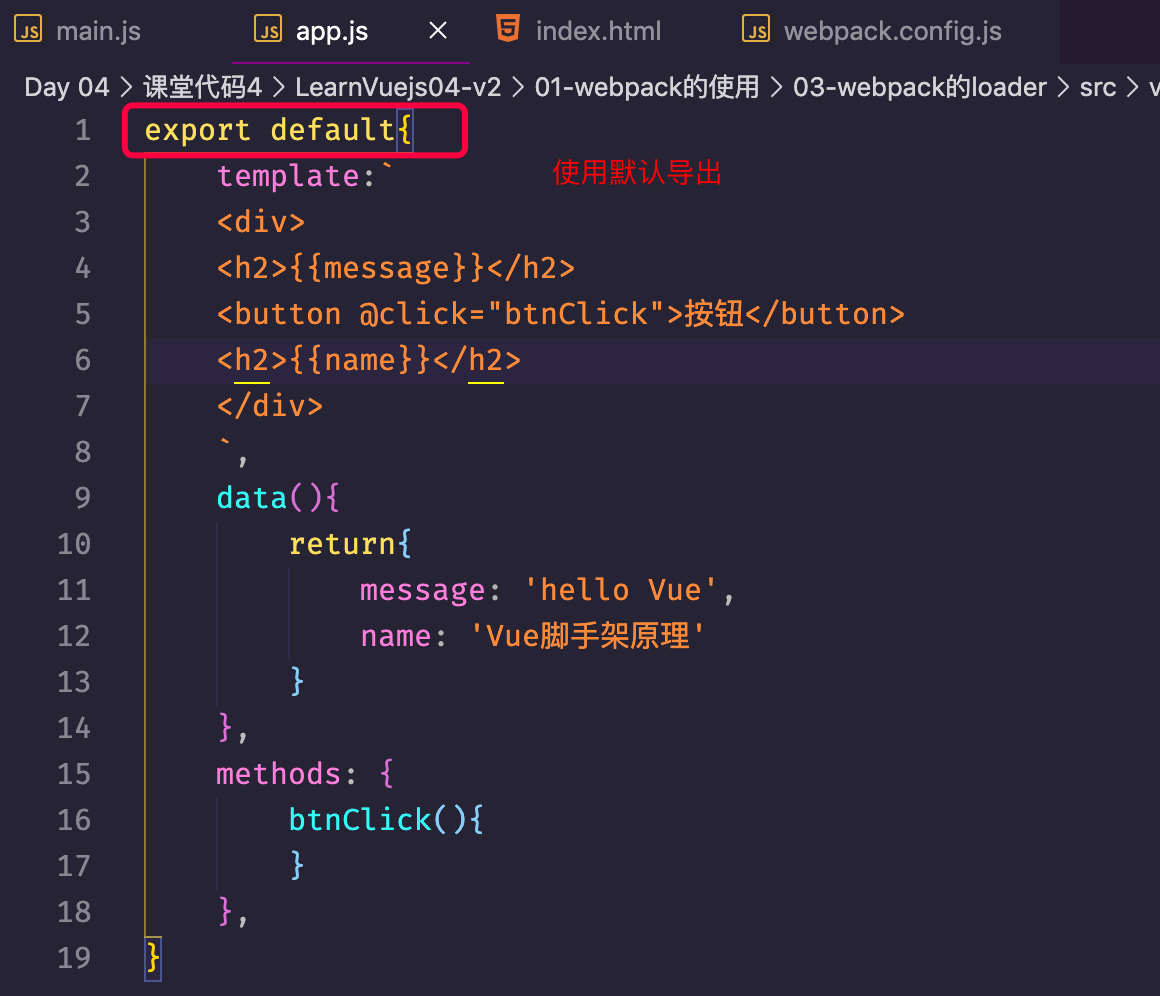 JS main.js JS app.js × 5 index.html JS webpack.config.js
Day 04 > 课堂代码4 > LearnVuejs04-v2 > 01-webpack的使用 > 03-webpack的loader > src > v
1 export default{
2 template:`
使用默认导出
3 <div>
4 <h2>{{message}}</h2>
5 <button @click="btnClick">按钮</button>
6 <h2>{{name}}</h2>
7 </div>
8 `,
9 data(){
10 return{
11 message: 'hello Vue',
12 name: 'Vue脚手架原理'
13 }
14 },
15 methods: {
16 btnClick(){
17 }
18 },
19 }